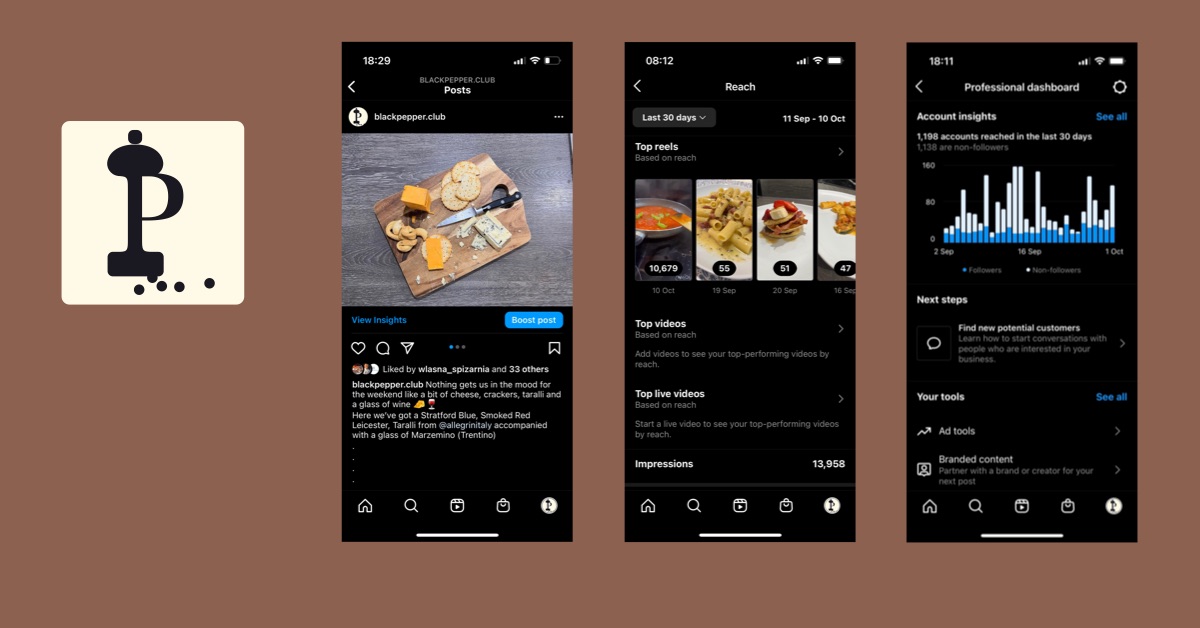 P
18:29
BLACKPEPPER.CLUB
Posts
blackpepper.club
View Insights
Boost post
Liked by wlasna_spizarnia and 33 others
blackpepper.club Nothing gets us in the mood for
the weekend like a bit of cheese, crackers, taralli and
a glass of wine 🧀🍷
Here we've got a Stratford Blue, Smoked Red
Leicester, Taralli from @allegrinitaly accompanied
with a glass of Marzemino (Trentino)
.
.
.
.
08:12
Reach
Last 30 days
11 Sep - 10 Oct
Top reels
Based on reach
10,679
55
51
47
10 Oct
19 Sep
20 Sep
16 Sep
Top videos
Based on reach
Add videos to see your top-performing videos by
reach.
Top live videos
Based on reach
Start a live video to see your top-performing videos
by reach.
Impressions
13,958
18:11
Professional dashboard
Account insights
See all
1,198 accounts reached in the last 30 days
1,138 are non-followers
160
80
0
2 Sep
16 Sep
1 Oct
Followers
Non-followers
Next steps
Find new potential customers
Learn how to start conversations with
people who are interested in your
business.
Your tools
See all
Ad tools
Branded content
Partner with a brand or creator for your
next post